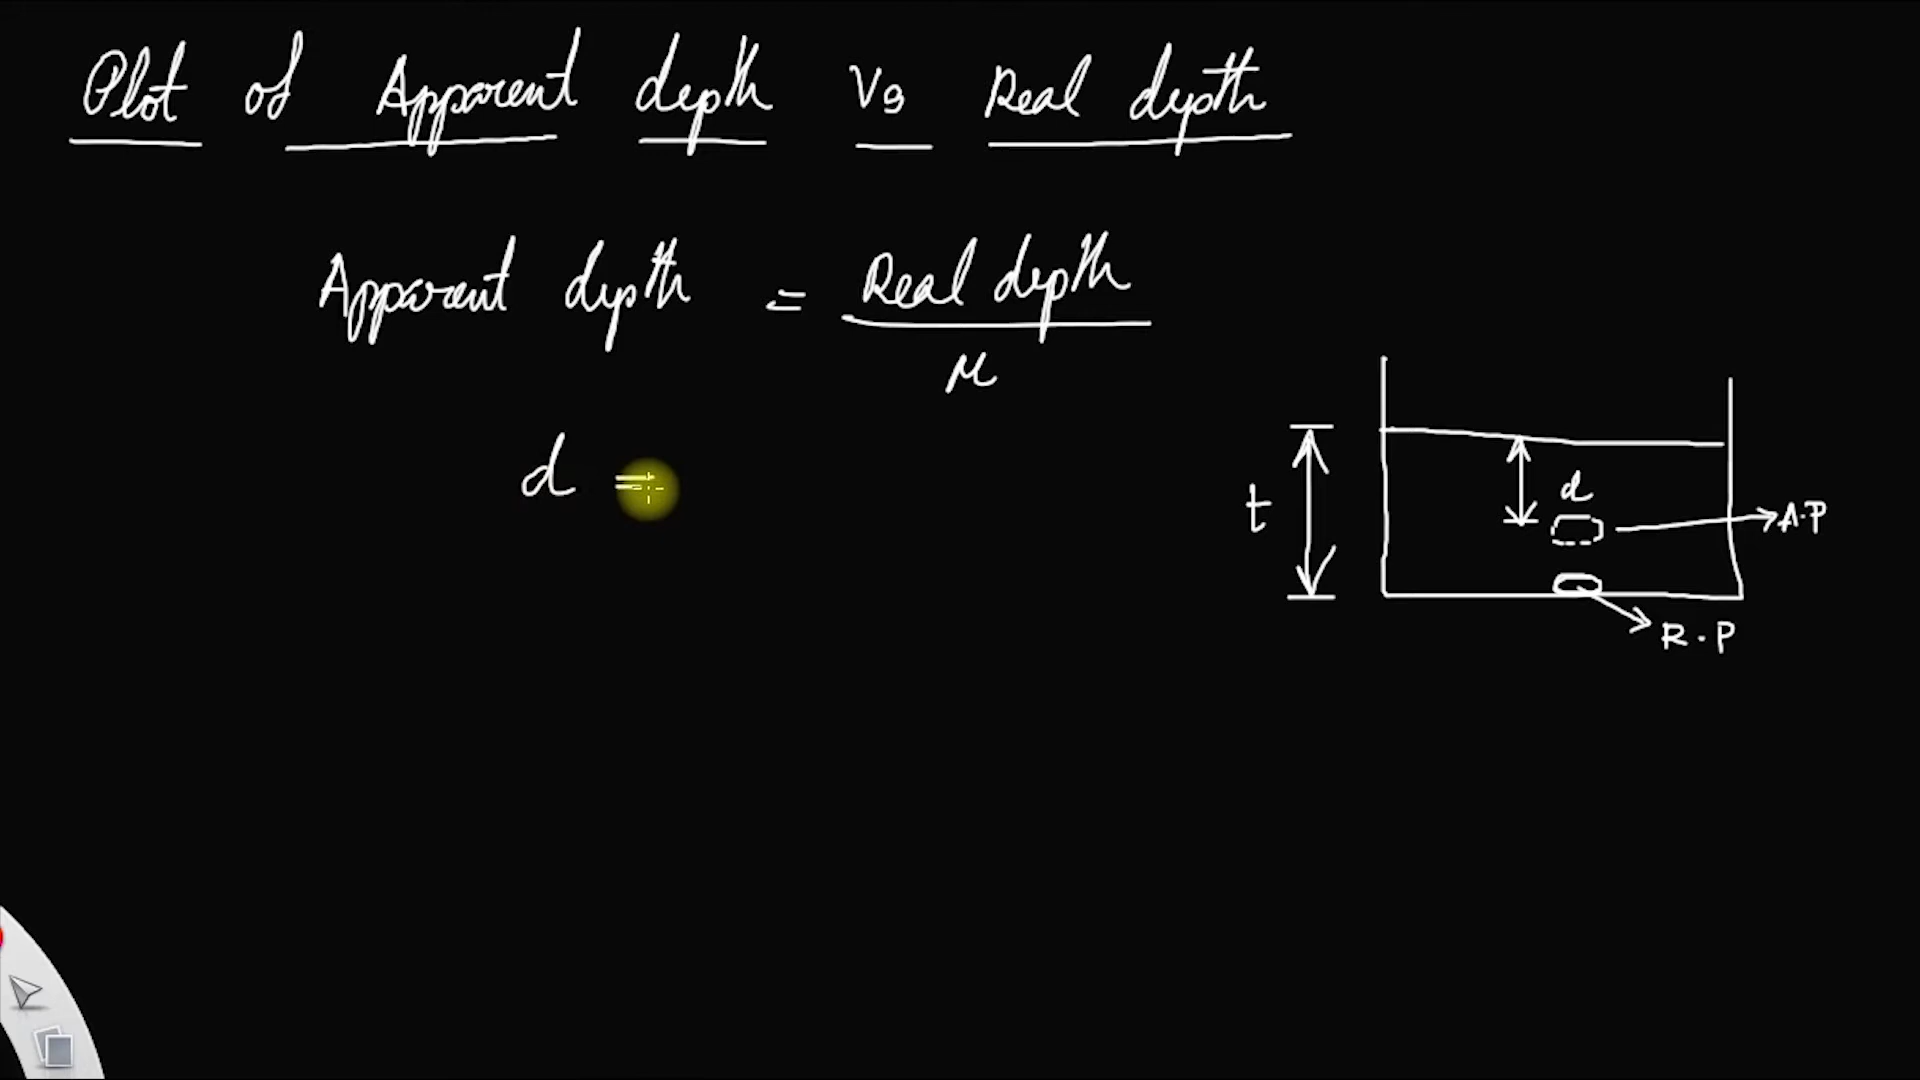 Plot of Apparent depth Vs Real depth
Apparent depth = Real depth
μ
d =
t
d
A.P
R.P